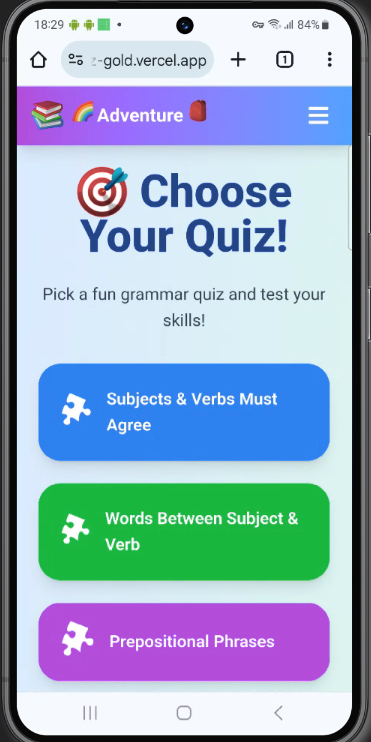 18:29
84%
z-gold.vercel.app
1
Adventure
Choose
Your Quiz!
Pick a fun grammar quiz and test your
skills!
Subjects & Verbs Must
Agree
Words Between Subject &
Verb
Prepositional Phrases